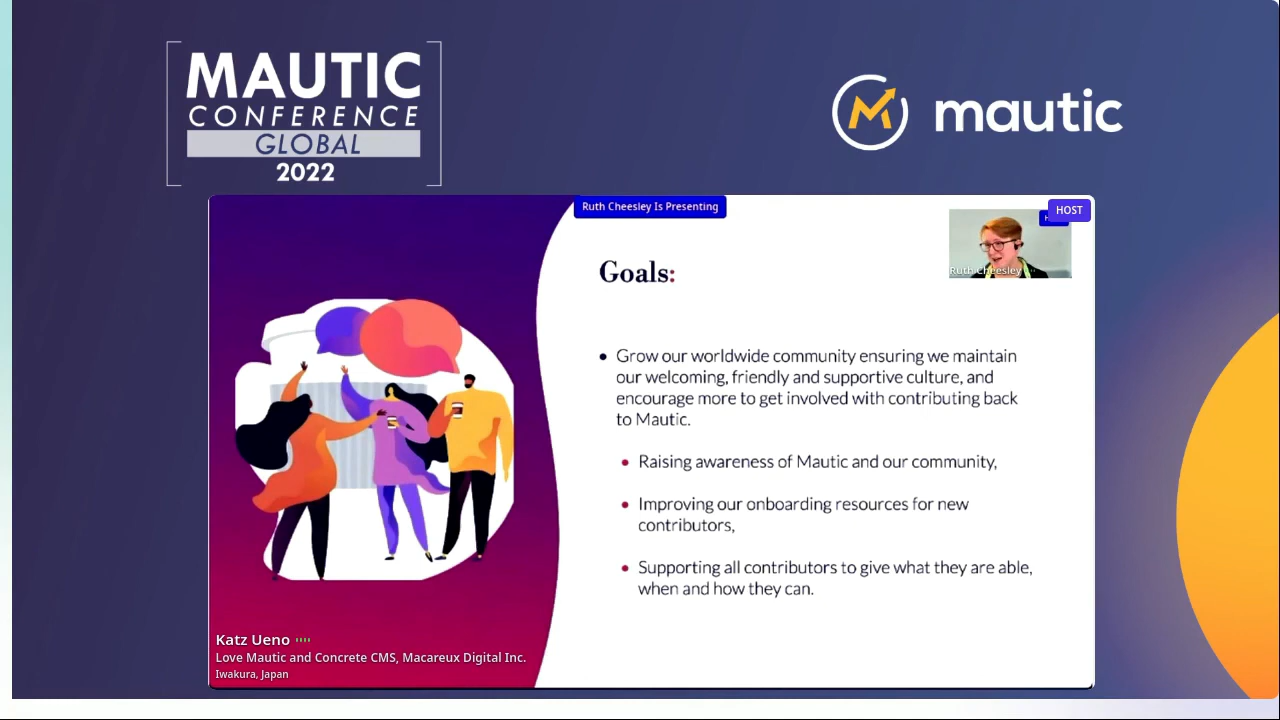 MAUTIC
CONFERENCE
GLOBAL
2022
mautic
Ruth Cheesley Is Presenting
HOST
Ruth Cheesley
Goals:
• Grow our worldwide community ensuring we maintain
our welcoming, friendly and supportive culture, and
encourage more to get involved with contributing back
to Mautic.
• Raising awareness of Mautic and our community,
• Improving our onboarding resources for new
contributors,
• Supporting all contributors to give what they are able,
when and how they can.
Katz Ueno
Love Mautic and Concrete CMS, Macareux Digital Inc.
Iwakura, Japan